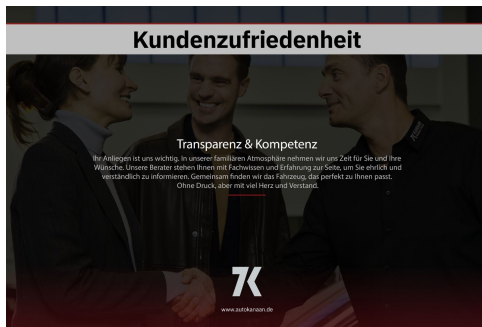 Kundenzufriedenheit
Transparenz & Kompetenz
Ihr Anliegen ist uns wichtig. In unserer familiären Atmosphäre nehmen wir uns Zeit für Sie und Ihre
Wünsche. Unsere Berater stehen Ihnen mit Fachwissen und Erfahrung zur Seite, um Sie ehrlich und
verständlich zu informieren. Gemeinsam finden wir das Fahrzeug, das perfekt zu Ihnen passt.
Ohne Druck, aber mit viel Herz und Verstand.
7K
www.autokanaan.de